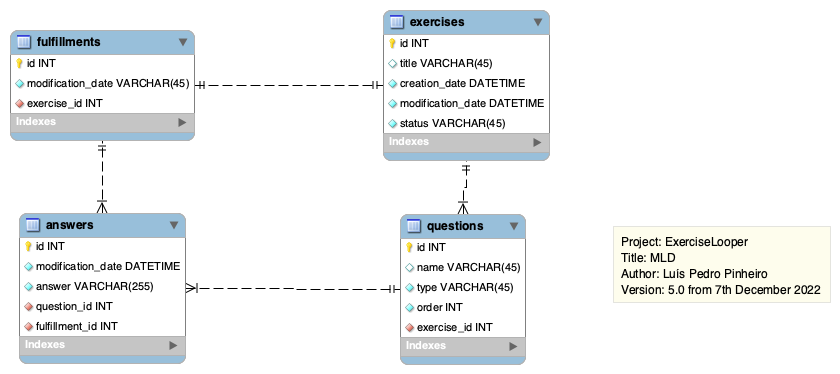 fulfillments
id INT
modification_date VARCHAR(45)
exercise_id INT
Indexes
exercises
id INT
title VARCHAR(45)
creation_date DATETIME
modification_date DATETIME
status VARCHAR(45)
Indexes
answers
id INT
modification_date DATETIME
answer VARCHAR(255)
question_id INT
fulfillment_id INT
Indexes
questions
id INT
name VARCHAR(45)
type VARCHAR(45)
order INT
exercise_id INT
Indexes
Project: ExerciseLooper
Title: MLD
Author: Luís Pedro Pinheiro
Version: 5.0 from 7th December 2022